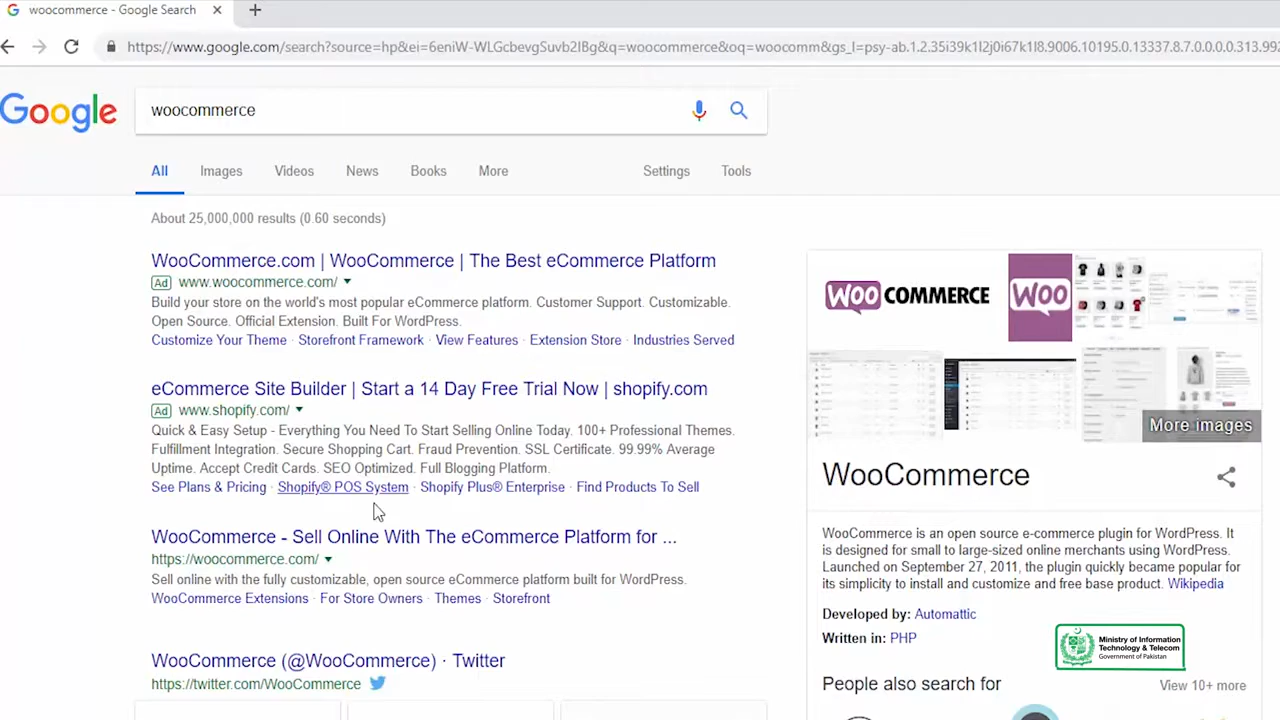 woocommerce - Google Search
https://www.google.com/search?source=hp&ei=6eniW-WLGcbevgSuvb2IBg&q=woocommerce&oq=woocomm&gs_l=psy-ab.1.2.35i39k1l2j0i67k1l8.9006.10195.0.13337.8.7.0.0.0.0.313.992
Google
woocommerce
All Images Videos News Books More Settings Tools
About 25,000,000 results (0.60 seconds)
WooCommerce.com | WooCommerce | The Best eCommerce Platform
Ad www.woocommerce.com/
Build your store on the world's most popular eCommerce platform. Customer Support. Customizable.
Open Source. Official Extension. Built For WordPress.
Customize Your Theme · Storefront Framework · View Features · Extension Store · Industries Served
eCommerce Site Builder | Start a 14 Day Free Trial Now | shopify.com
Ad www.shopify.com/
Quick & Easy Setup - Everything You Need To Start Selling Online Today. 100+ Professional Themes.
Fulfillment Integration. Secure Shopping Cart. Fraud Prevention. SSL Certificate. 99.99% Average
Uptime. Accept Credit Cards. SEO Optimized. Full Blogging Platform.
See Plans & Pricing · Shopify® POS System · Shopify Plus® Enterprise · Find Products To Sell
WooCommerce - Sell Online With The eCommerce Platform for ...
https://woocommerce.com/
Sell online with the fully customizable, open source eCommerce platform built for WordPress.
WooCommerce Extensions · For Store Owners · Themes · Storefront
WooCommerce (@WooCommerce) · Twitter
https://twitter.com/WooCommerce
WOO COMMERCE
WOO
More images
WooCommerce
WooCommerce is an open source e-commerce plugin for WordPress. It
is designed for small to large-sized online merchants using WordPress.
Launched on September 27, 2011, the plugin quickly became popular for
its simplicity to install and customize and free base product. Wikipedia
Developed by: Automattic
Written in: PHP
Ministry of Information
Technology & Telecom
Government of Pakistan
People also search for View 10+ more